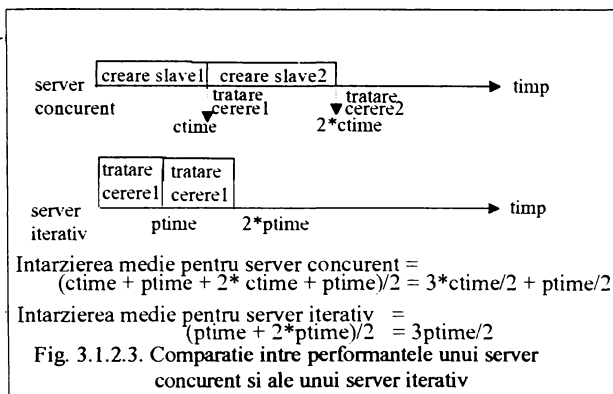 creare slave1 creare slave2
server concurent
timp
tratare cerere1
tratare cerere2
ctime
2*ctime
tratare cerere1
tratare cerere1
server iterativ
timp
ptime
2*ptime
Intarzierea medie pentru server concurent =
(ctime + ptime + 2* ctime + ptime)/2 = 3*ctime/2 + ptime/2
Intarzierea medie pentru server iterativ =
(ptime + 2*ptime)/2 = 3ptime/2
Fig. 3.1.2.3. Comparatie intre performantele unui server
concurent si ale unui server iterativ